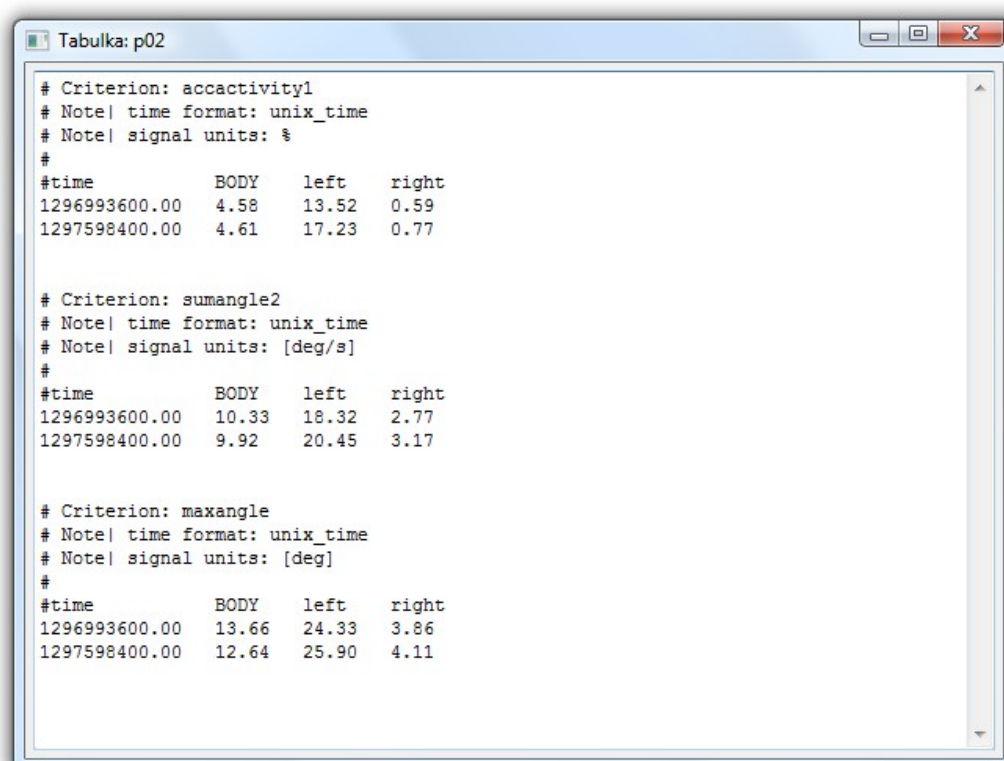 Tabulka: p02
# Criterion: accactivity1
# Note| time format: unix_time
# Note| signal units: %
#
#time BODY left right
1296993600.00 4.58 13.52 0.59
1297598400.00 4.61 17.23 0.77
# Criterion: sumangle2
# Note| time format: unix_time
# Note| signal units: [deg/s]
#
#time BODY left right
1296993600.00 10.33 18.32 2.77
1297598400.00 9.92 20.45 3.17
# Criterion: maxangle
# Note| time format: unix_time
# Note| signal units: [deg]
#
#time BODY left right
1296993600.00 13.66 24.33 3.86
1297598400.00 12.64 25.90 4.11